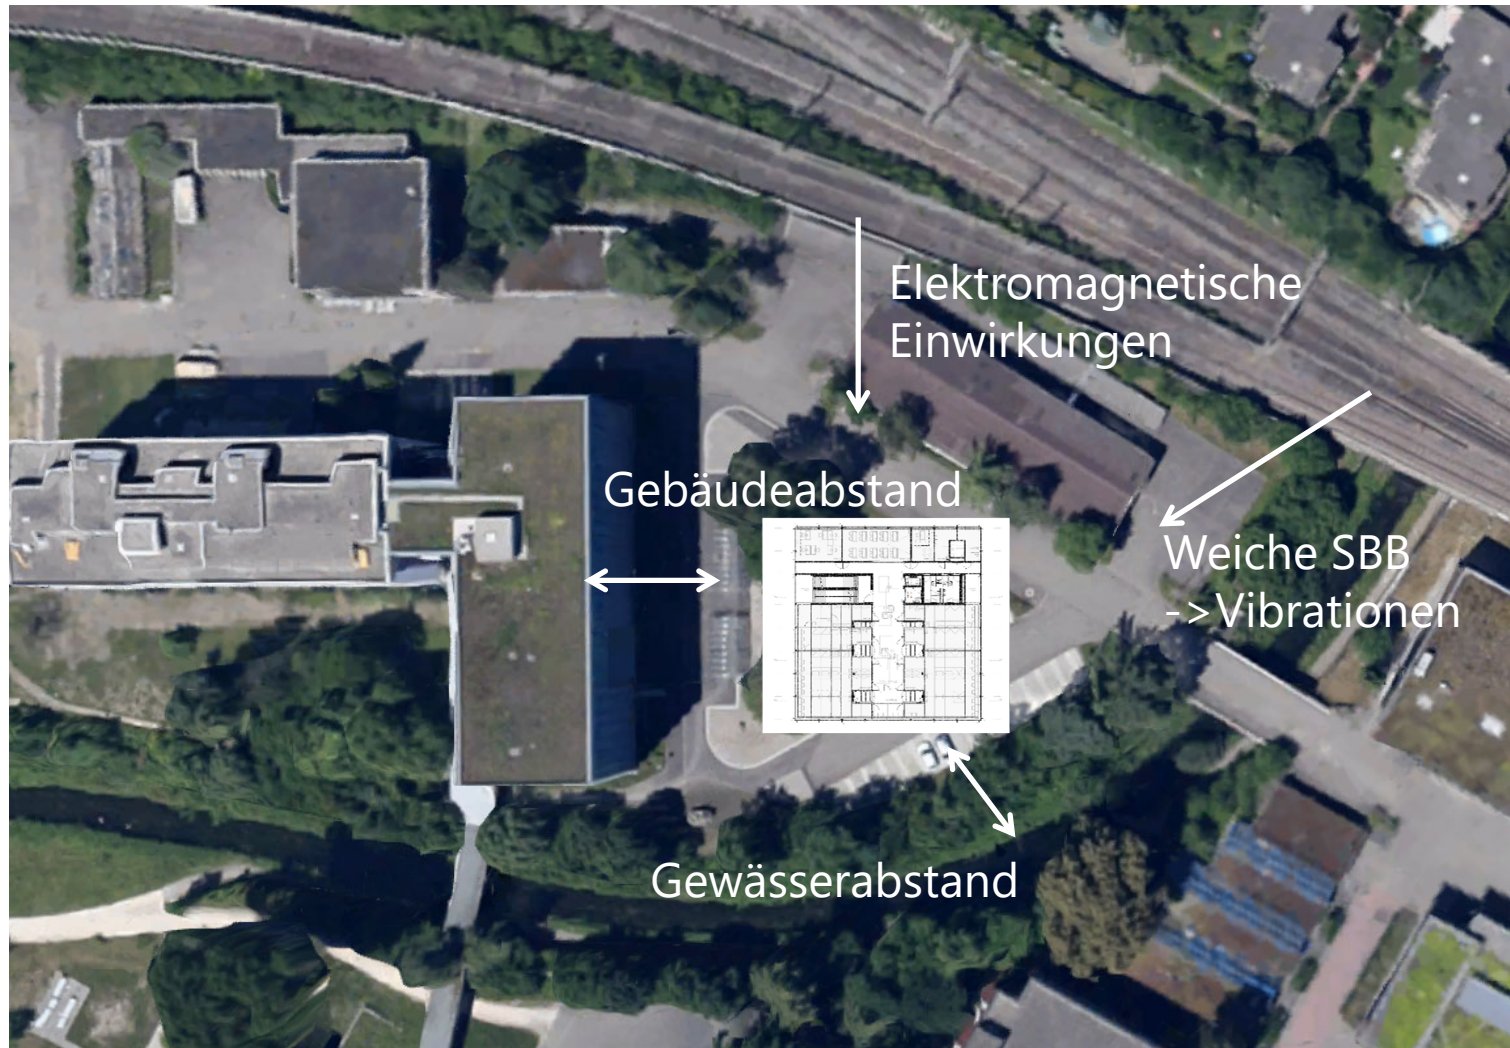 Elektromagnetische
Einwirkungen
Gebäudeabstand
Weiche SBB
->Vibrationen
Gewässerabstand